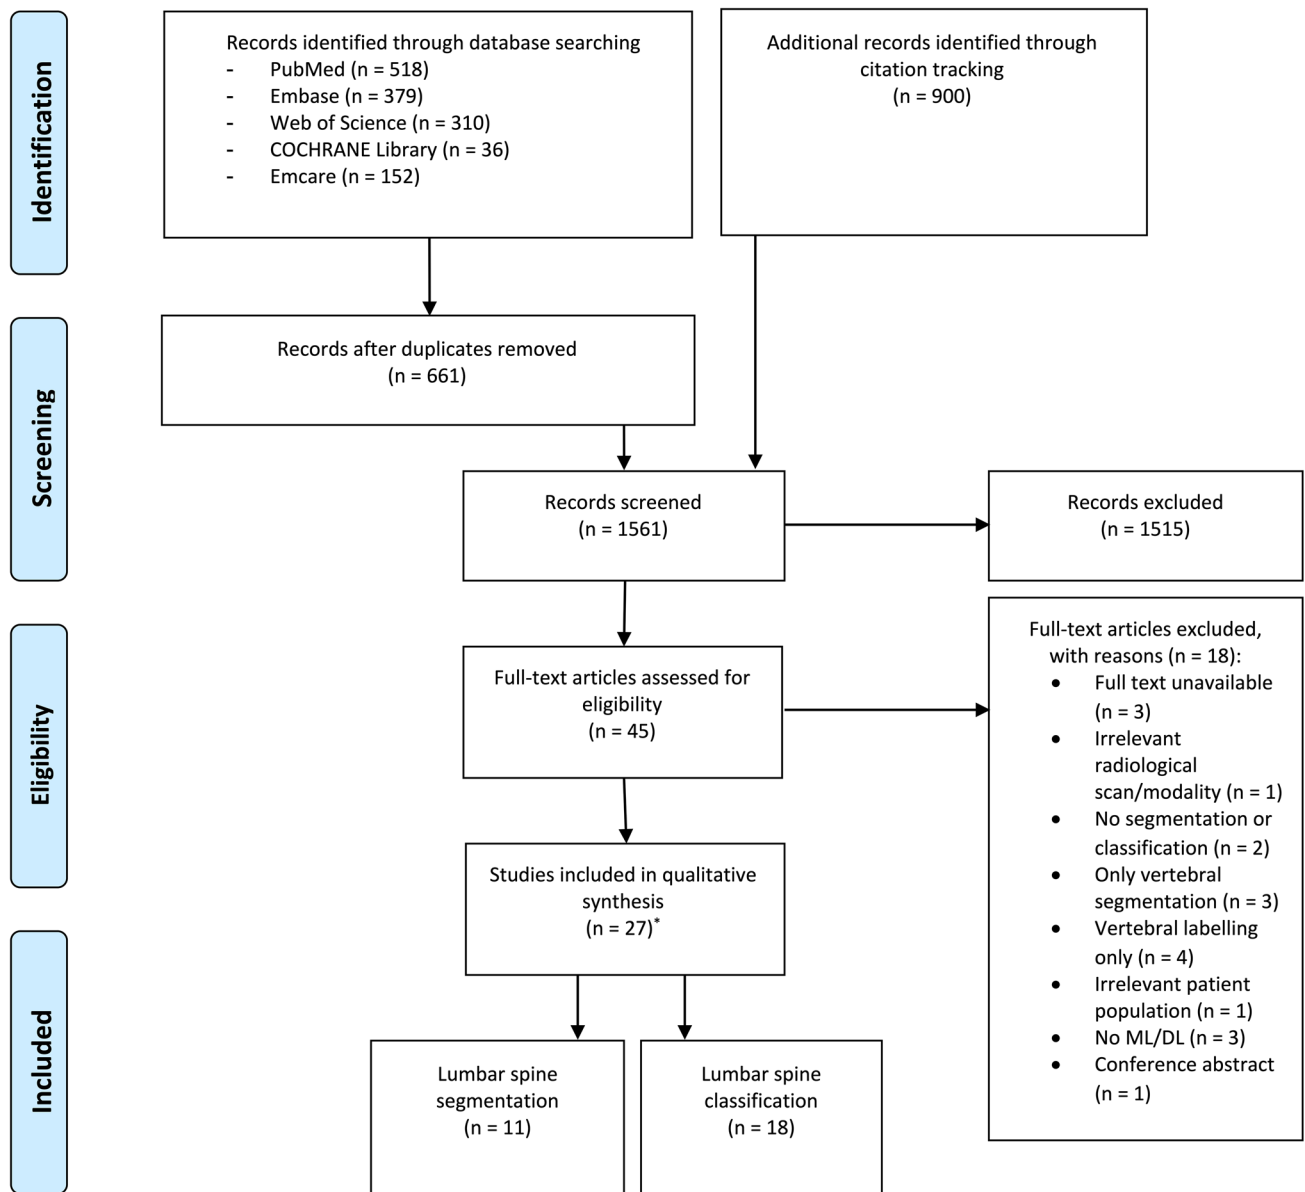 Identification
Records identified through database searching
- PubMed (n = 518)
- Embase (n = 379)
- Web of Science (n = 310)
- COCHRANE Library (n = 36)
- Emcare (n = 152)
Additional records identified through
citation tracking
(n = 900)
Screening
Records after duplicates removed
(n = 661)
Records screened
(n = 1561)
Records excluded
(n = 1515)
Eligibility
Full-text articles assessed for
eligibility
(n = 45)
Full-text articles excluded,
with reasons (n = 18):
• Full text unavailable
(n = 3)
• Irrelevant
radiological
scan/modality (n = 1)
• No segmentation or
classification (n = 2)
• Only vertebral
segmentation (n = 3)
• Vertebral labelling
only (n = 4)
• Irrelevant patient
population (n = 1)
• No ML/DL (n = 3)
• Conference abstract
(n = 1)
Studies included in qualitative
synthesis
(n = 27)*
Included
Lumbar spine
segmentation
(n = 11)
Lumbar spine
classification
(n = 18)